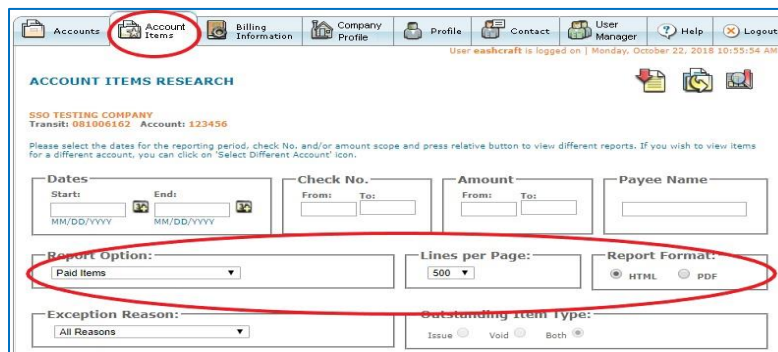 Accounts Account Items Billing Information Company Profile Profile Contact User Manager Help Logout
User eashcraft is logged on | Monday, October 22, 2018 10:55:54 AM
ACCOUNT ITEMS RESEARCH
SSO TESTING COMPANY
Transit: 081006162 Account: 123456
Please select the dates for the reporting period, check No. and/or amount scope and press relative button to view different reports. If you wish to view items
for a different account, you can click on 'Select Different Account' icon.
Dates Check No. Amount Payee Name
Start: End: From: To: From: To:
MM/DD/YYYY MM/DD/YYYY
Report Option: Lines per Page: Report Format:
Paid Items 500 HTML PDF
Exception Reason: Outstanding Item Type:
All Reasons Issue Void Both